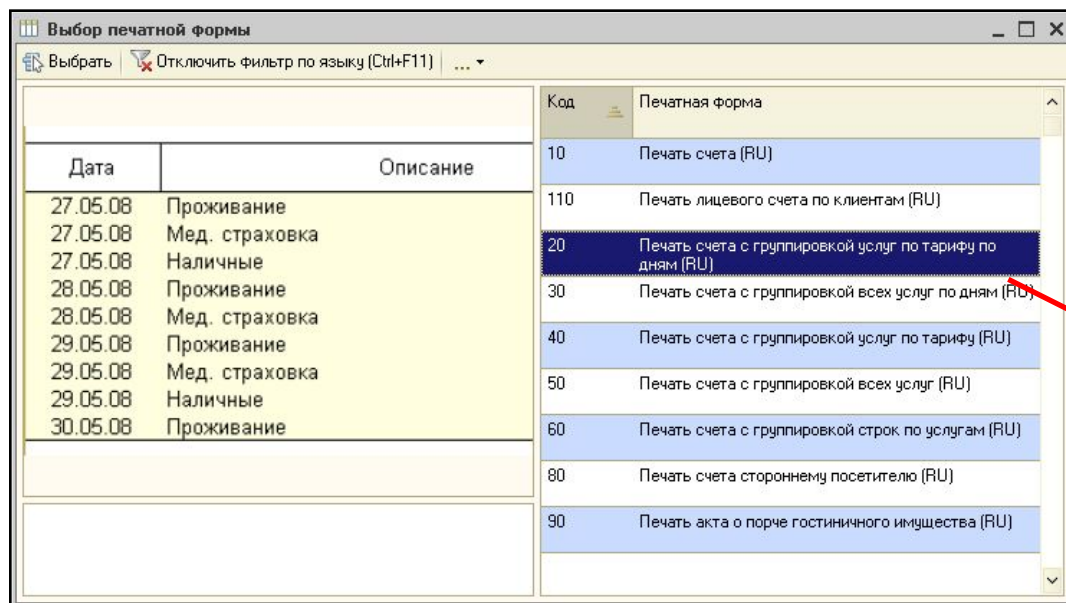 Выбор печатной формы
Выбрать Отключить фильтр по языку (Ctrl+F11) ...
Дата Описание
27.05.08 Проживание
27.05.08 Мед. страховка
27.05.08 Наличные
28.05.08 Проживание
28.05.08 Мед. страховка
29.05.08 Проживание
29.05.08 Мед. страховка
29.05.08 Наличные
30.05.08 Проживание
Код Печатная форма
10 Печать счета (RU)
110 Печать лицевого счета по клиентам (RU)
20 Печать счета с группировкой услуг по тарифу по
дням (RU)
30 Печать счета с группировкой всех услуг по дням (RU)
40 Печать счета с группировкой услуг по тарифу (RU)
50 Печать счета с группировкой всех услуг (RU)
60 Печать счета с группировкой строк по услугам (RU)
80 Печать счета стороннему посетителю (RU)
90 Печать акта о порче гостиничного имущества (RU)